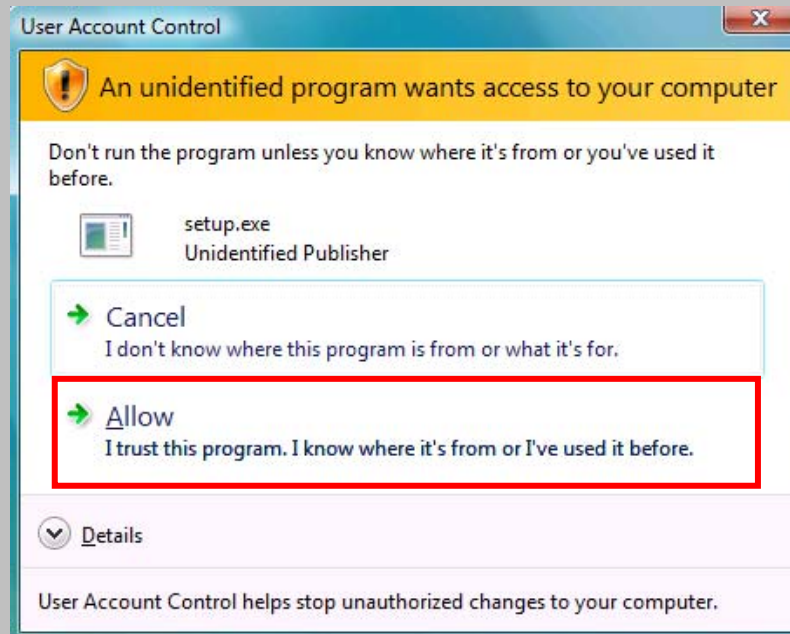 User Account Control
An unidentified program wants access to your computer
Don't run the program unless you know where it's from or you've used it
before.
setup.exe
Unidentified Publisher
Cancel
I don't know where this program is from or what it's for.
Allow
I trust this program. I know where it's from or I've used it before.
Details
User Account Control helps stop unauthorized changes to your computer.